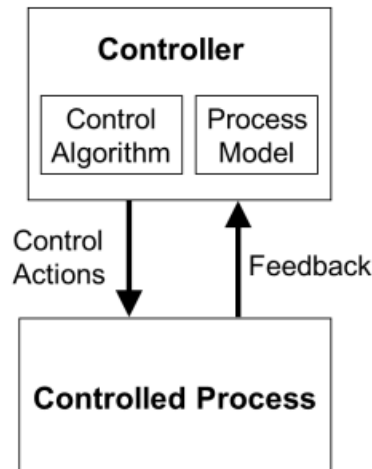 Controller
Control
Algorithm
Process
Model
Control
Actions
Feedback
Controlled Process